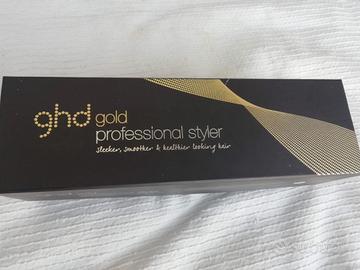 ghd gold
professional styler
sleeker, smoother & healthier looking hair